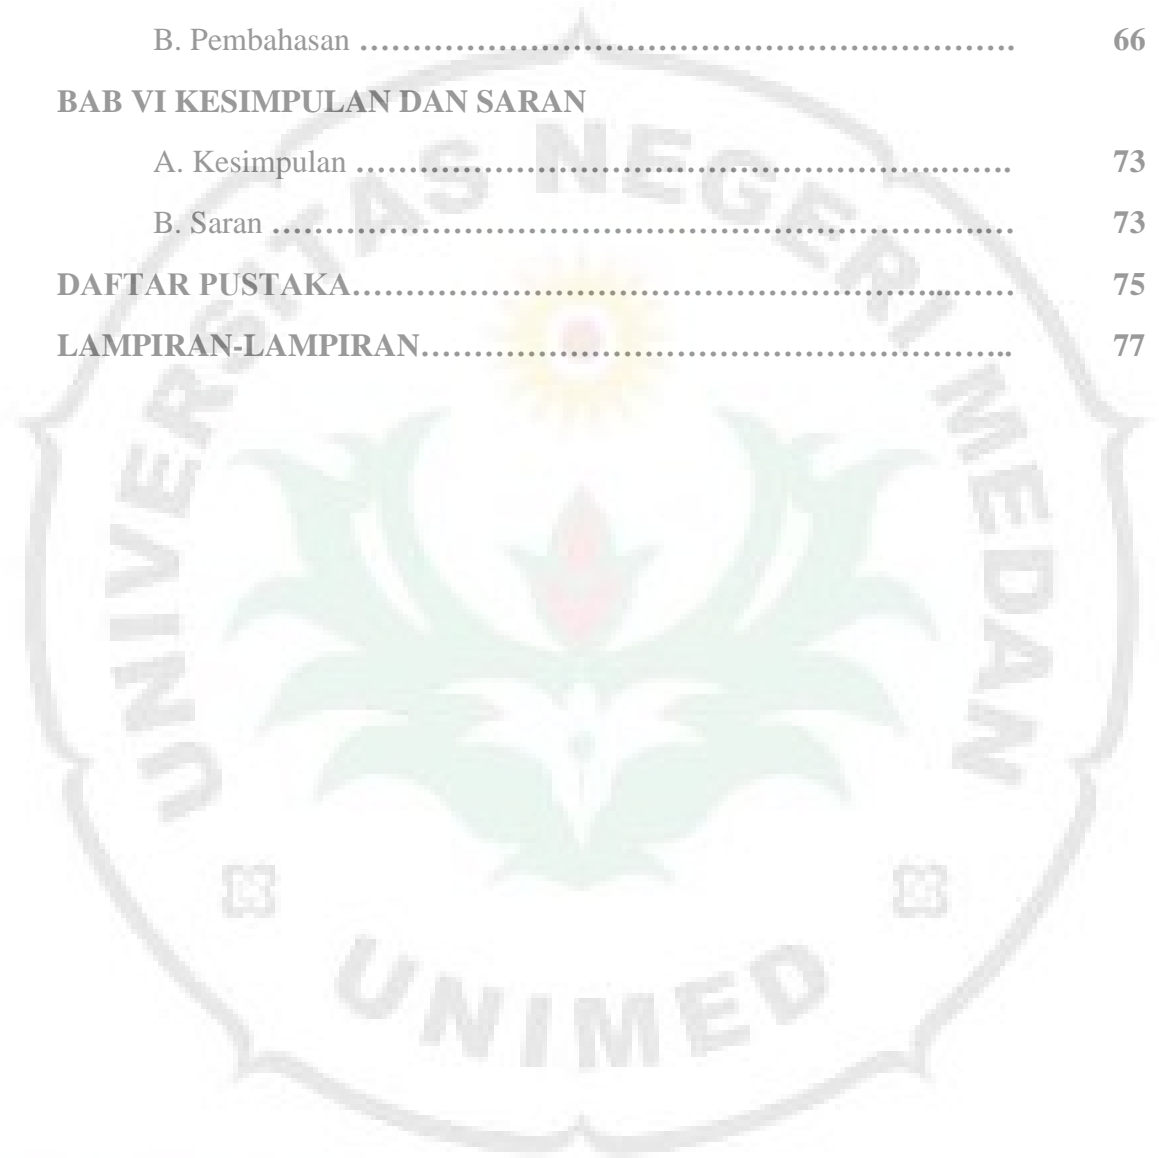 B. Pembahasan ………………………………………….…………. 66
BAB VI KESIMPULAN DAN SARAN
A. Kesimpulan ………………………………………………..……. 73
B. Saran …………………………………………………………..… 73
DAFTAR PUSTAKA……………………………………………...…… 75
LAMPIRAN-LAMPIRAN……………………………………………….. 77
UNIVERSITAS NEGERI MEDAN
UNIMED